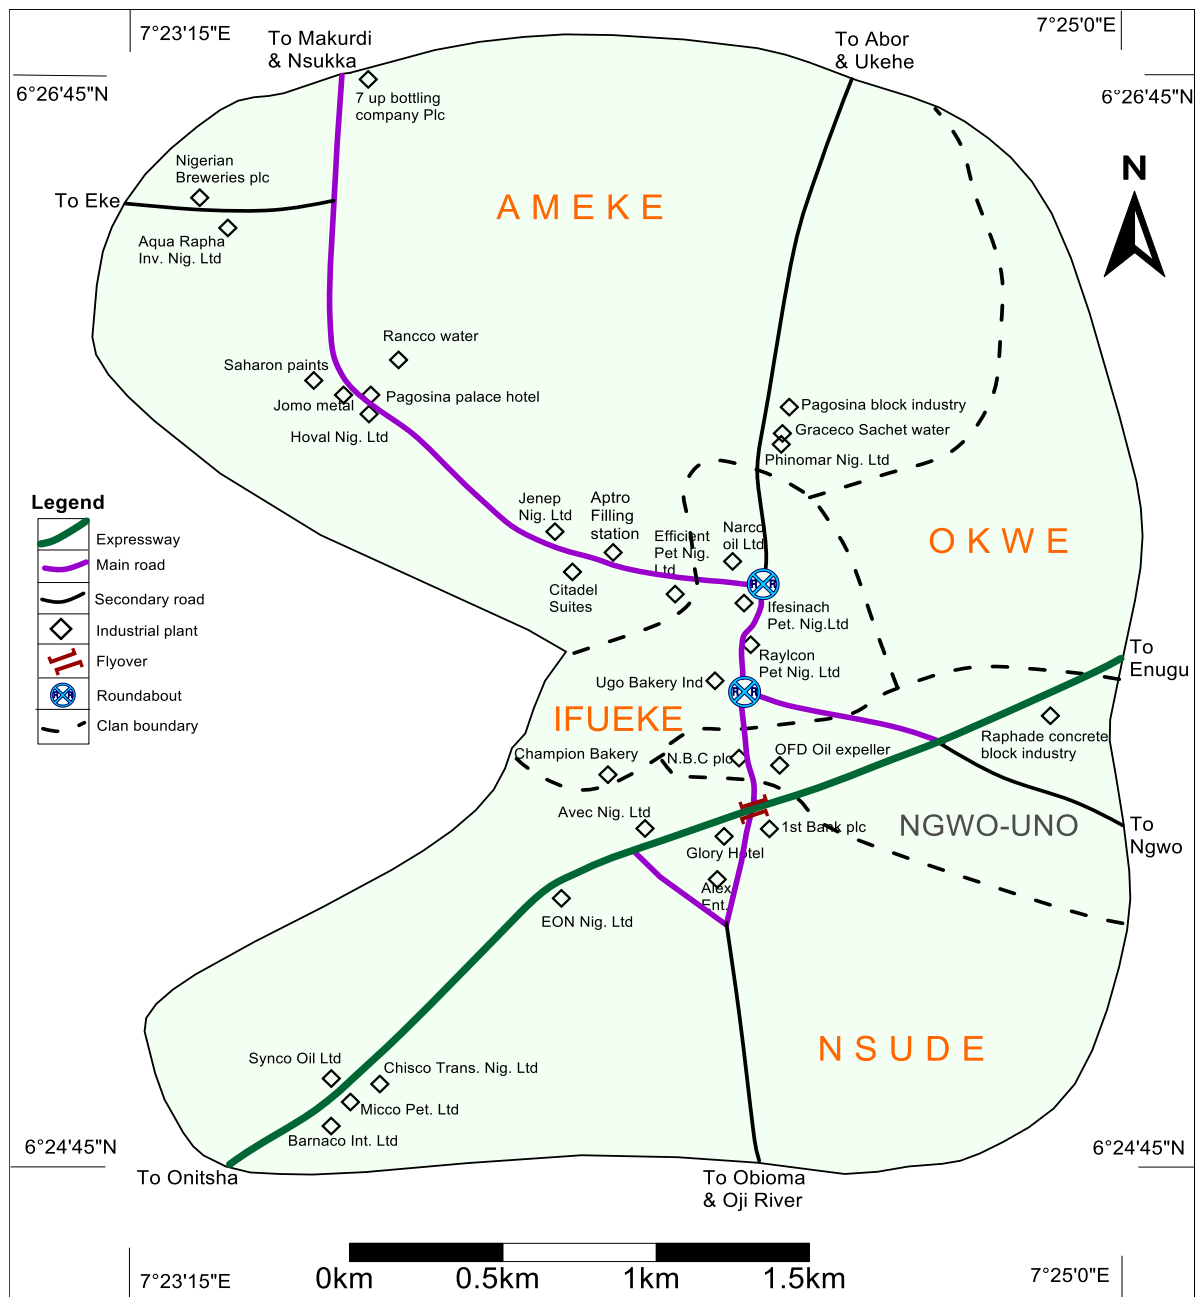 7°23'15"E
7°25'0"E
To Makurdi
& Nsukka
To Abor
& Ukehe
6°26'45"N
6°26'45"N
7 up bottling
company Plc
N
Nigerian
Breweries plc
To Eke
AMEKE
Aqua Rapha
Inv. Nig. Ltd
Rancco water
Saharon paints
Pagosina palace hotel
Jomo metal
Hoval Nig. Ltd
Pagosina block industry
Graceco Sachet water
Phinomar Nig. Ltd
Legend
Expressway
Main road
Secondary road
Industrial plant
Flyover
R R
Roundabout
Clan boundary
Jenep
Nig. Ltd
Aptro
Filling
station
Efficient
Pet Nig.
Ltd
Narco
oil Ltd
OKWE
R R
Citadel
Suites
Ifesinach
Pet. Nig.Ltd
Raylcon
Pet Nig. Ltd
To
Enugu
Ugo Bakery Ind
R R
IFUEKE
Raphade concrete
block industry
Champion Bakery
N.B.C plc
OFD Oil expeller
Avec Nig. Ltd
1st Bank plc
NGWO-UNO
To
Ngwo
Glory Hotel
Alex
Ent.
EON Nig. Ltd
NSUDE
Synco Oil Ltd
Chisco Trans. Nig. Ltd
Micco Pet. Ltd
Barnaco Int. Ltd
6°24'45"N
6°24'45"N
To Onitsha
To Obioma
& Oji River
0km
0.5km
1km
1.5km
7°23'15"E
7°25'0"E